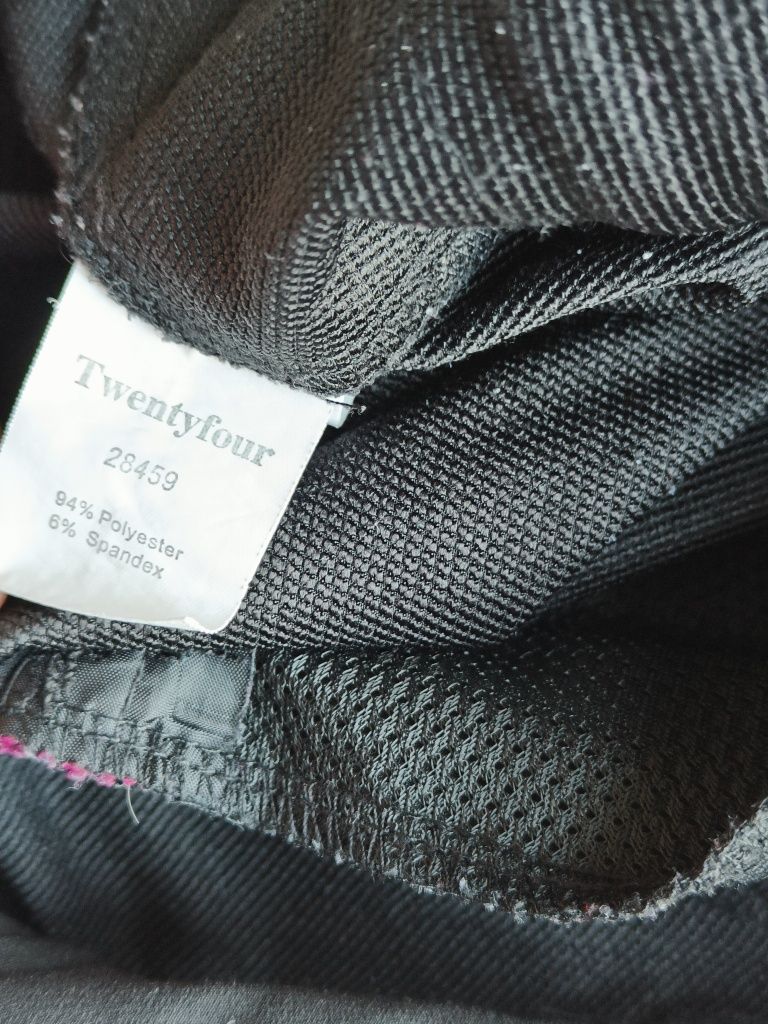 Twentyfour
28459
94% Polyester
6% Spandex